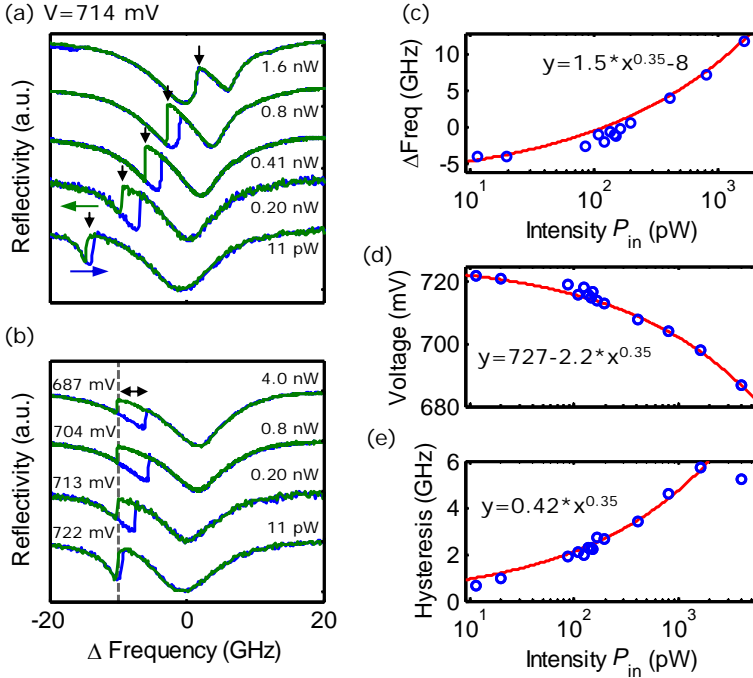 (a) V=714 mV
Reflectivity (a.u.)
1.6 nW
0.8 nW
0.41 nW
0.20 nW
11 pW
(b)
Reflectivity (a.u.)
687 mV 4.0 nW
704 mV 0.8 nW
713 mV 0.20 nW
722 mV 11 pW
-20 0 20
Δ Frequency (GHz)
(c)
ΔFreq (GHz)
10
5
0
-5
y=1.5*x^0.35-8
10^1 10^2 10^3
Intensity P_in (pW)
(d)
Voltage (mV)
720
700
680
y=727-2.2*x^0.35
(e)
Hysteresis (GHz)
6
4
2
0
y=0.42*x^0.35
10^1 10^2 10^3
Intensity P_in (pW)